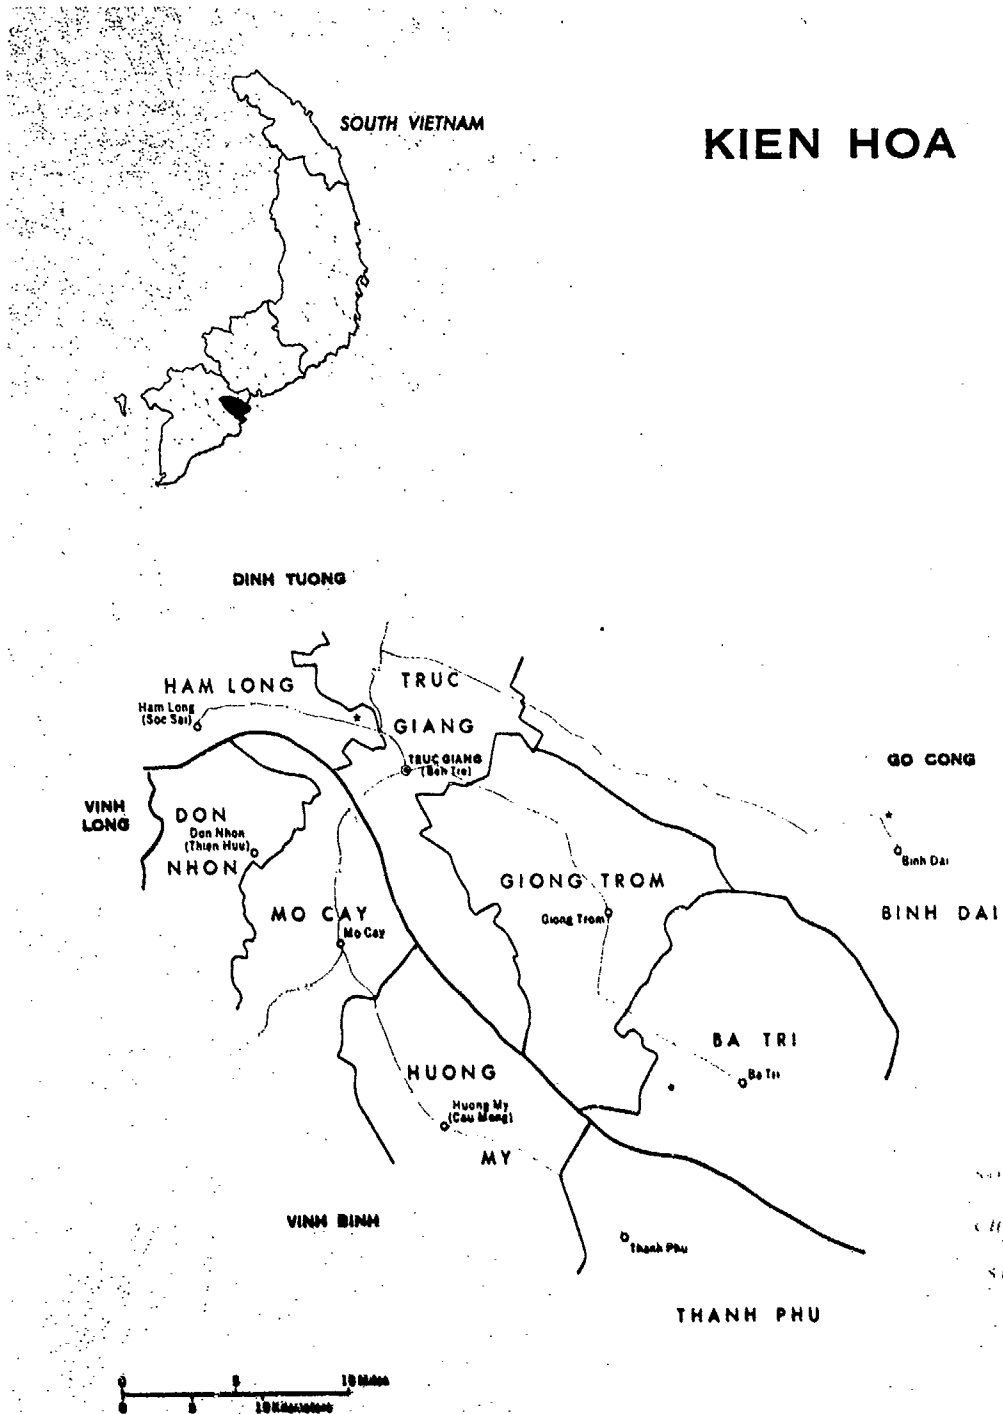 SOUTH VIETNAM
KIEN HOA
DINH TUONG
HAM LONG
Ham Long
(Soc Sai)
TRUC
GIANG
TRUC GIANG
(Ben Tre)
GO CONG
VINH
LONG
DON
Don Nhon
(Thien Huu)
NHON
Binh Dai
BINH DAI
GIONG TROM
Giong Trom
MO CAY
Mo Cay
BA TRI
Ba Tri
HUONG
Huong My
(Cau Mong)
MY
VINH BINH
Thanh Phu
THANH PHU
0 5 10 Miles
0 5 10 Kilometers